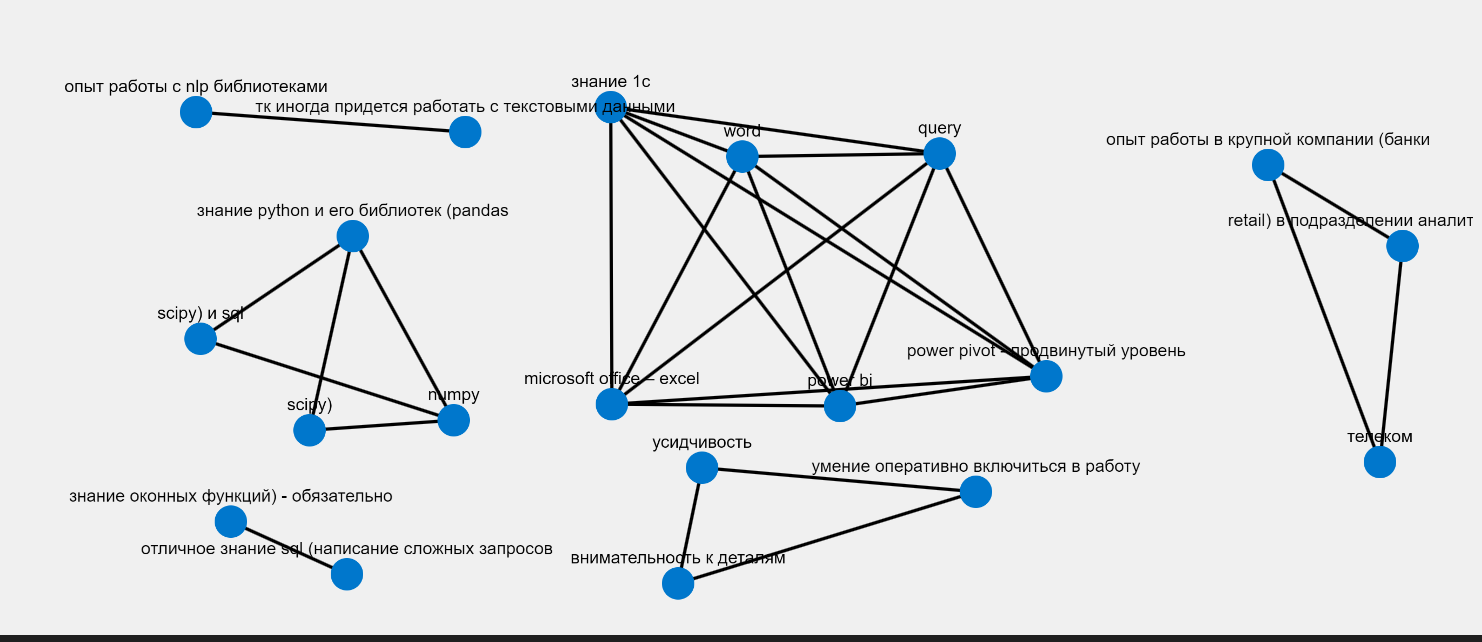 знание 1с
опыт работы с nlp библиотеками
тк иногда придется работать с текстовыми данными
word
query
опыт работы в крупной компании (банки
знание python и его библиотек (pandas
retail) в подразделении аналит
scipy) и sql
power pivot - продвинутый уровень
microsoft office – excel
power bi
numpy
scipy)
телеком
усидчивость
умение оперативно включиться в работу
знание оконных функций) - обязательно
отличное знание sql (написание сложных запросов
внимательность к деталям